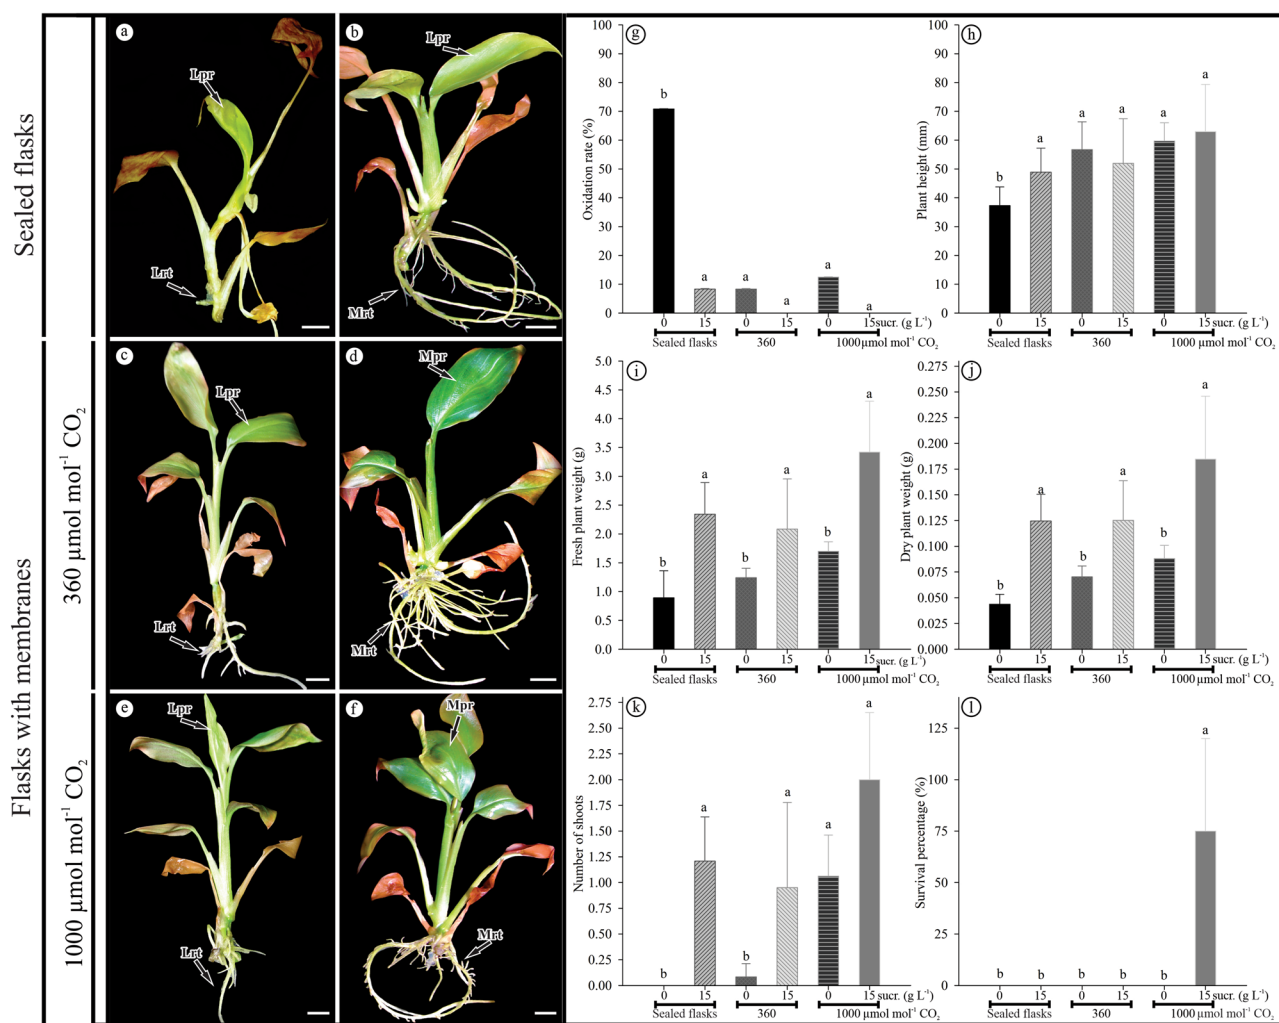 Sealed flasks
Flasks with membranes
360 µmol mol⁻¹ CO₂
1000 µmol mol⁻¹ CO₂
a
Lpr
Lrt
b
Lpr
Mrt
c
Lpr
Lrt
d
Mpr
Mrt
e
Lpr
Lrt
f
Mpr
Mrt
g
Oxidation rate (%)
100
90
80
70
60
50
40
30
20
10
0
b a a a a a
0 15 0 15 0 15 sucr. (g L⁻¹)
Sealed flasks 360 1000 µmol mol⁻¹ CO₂
h
Plant height (mm)
100
90
80
70
60
50
40
30
20
10
0
b a a a a a
0 15 0 15 0 15 sucr. (g L⁻¹)
Sealed flasks 360 1000 µmol mol⁻¹ CO₂
i
Fresh plant weight (g)
5.0
4.5
4.0
3.5
3.0
2.5
2.0
1.5
1.0
0.5
0.0
b a b a b a
0 15 0 15 0 15 sucr. (g L⁻¹)
Sealed flasks 360 1000 µmol mol⁻¹ CO₂
j
Dry plant weight (g)
0.275
0.250
0.225
0.200
0.175
0.150
0.125
0.100
0.075
0.050
0.025
0.000
b a b a b a
0 15 0 15 0 15 sucr. (g L⁻¹)
Sealed flasks 360 1000 µmol mol⁻¹ CO₂
k
Number of shoots
2.75
2.50
2.25
2.00
1.75
1.50
1.25
1.00
0.75
0.50
0.25
0.00
b a b a a a
0 15 0 15 0 15 sucr. (g L⁻¹)
Sealed flasks 360 1000 µmol mol⁻¹ CO₂
l
Survival percentage (%)
125
100
75
50
25
0
b b b b b a
0 15 0 15 0 15 sucr. (g L⁻¹)
Sealed flasks 360 1000 µmol mol⁻¹ CO₂